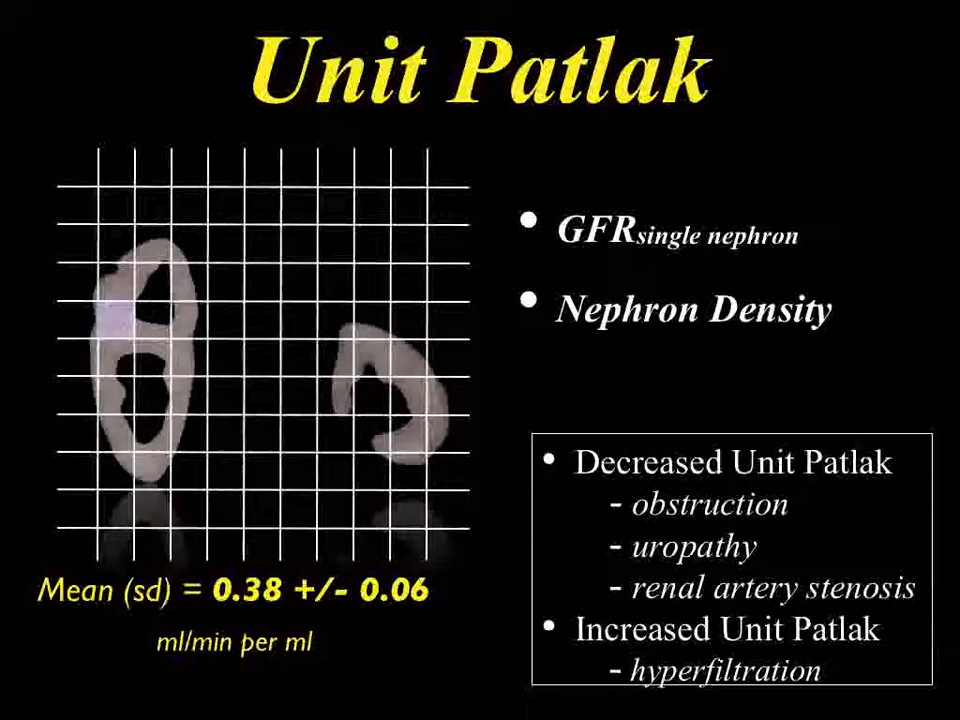 Unit Patlak
• GFRsingle nephron
• Nephron Density
• Decreased Unit Patlak
- obstruction
- uropathy
- renal artery stenosis
• Increased Unit Patlak
- hyperfiltration
Mean (sd) = 0.38 +/- 0.06
ml/min per ml